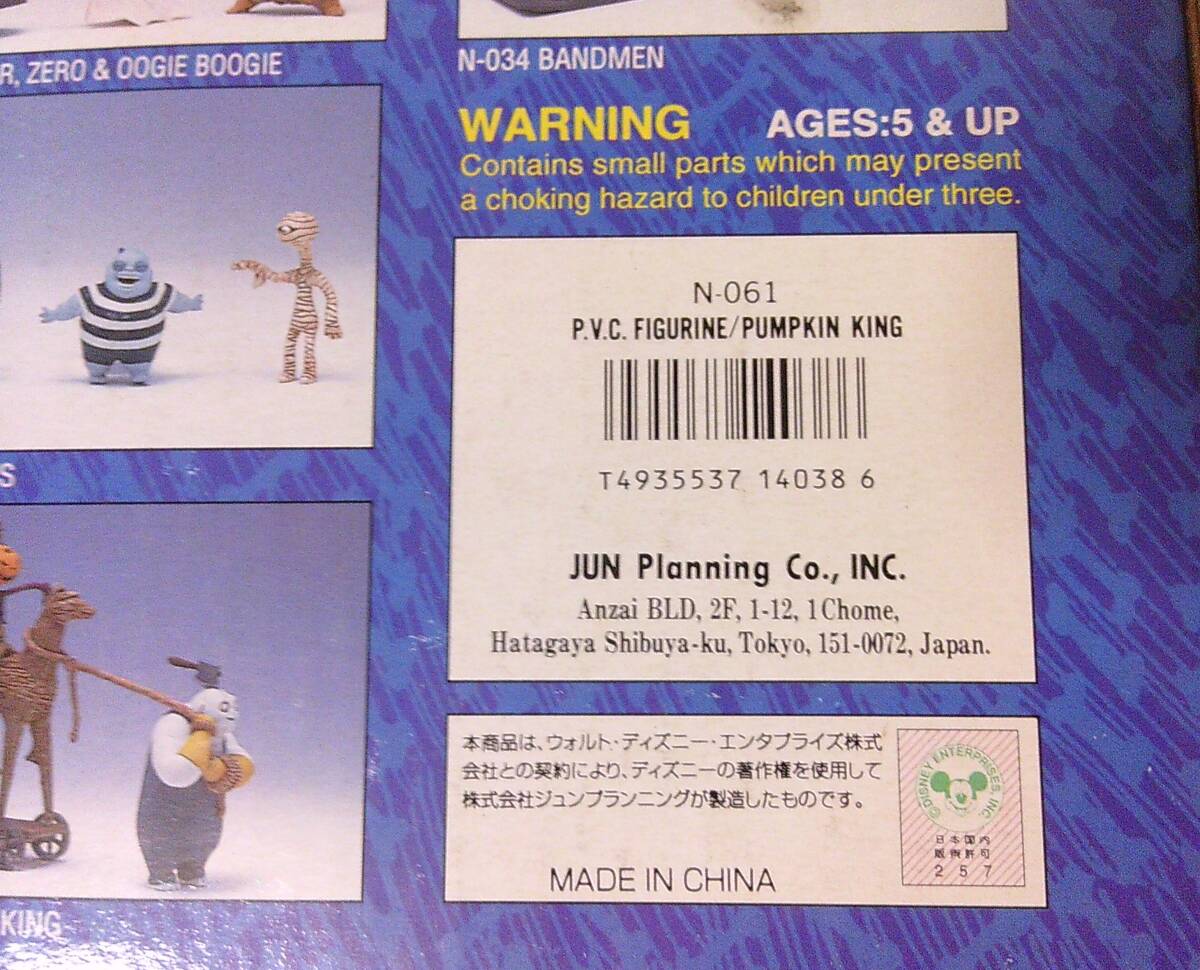 R, ZERO & OOGIE BOOGIE
N-034 BANDMEN
WARNING AGES:5 & UP
Contains small parts which may present
a choking hazard to children under three.
N-061
P.V.C. FIGURINE/PUMPKIN KING
T4935537 14038 6
S
JUN Planning Co., INC.
Anzai BLD, 2F, 1-12, 1Chome,
Hatagaya Shibuya-ku, Tokyo, 151-0072, Japan.
本商品は、ウォルト・ディズニー・エンタプライズ株式
会社との契約により、ディズニーの著作権を使用して
株式会社ジュンプランニングが製造したものです。
©DISNEY ENTERPRISES, INC.
日本国内
販売許可
257
MADE IN CHINA
KING